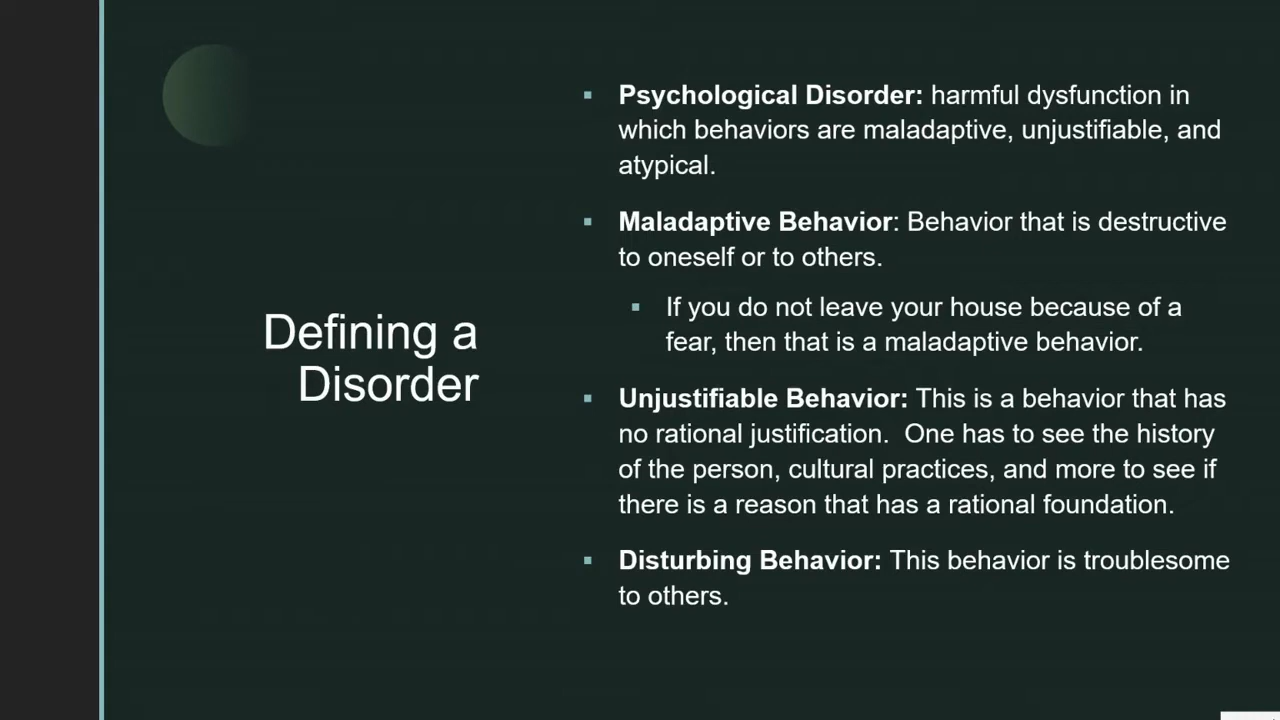 Defining a
Disorder
Psychological Disorder: harmful dysfunction in
which behaviors are maladaptive, unjustifiable, and
atypical.
Maladaptive Behavior: Behavior that is destructive
to oneself or to others.
If you do not leave your house because of a
fear, then that is a maladaptive behavior.
Unjustifiable Behavior: This is a behavior that has
no rational justification.  One has to see the history
of the person, cultural practices, and more to see if
there is a reason that has a rational foundation.
Disturbing Behavior: This behavior is troublesome
to others.